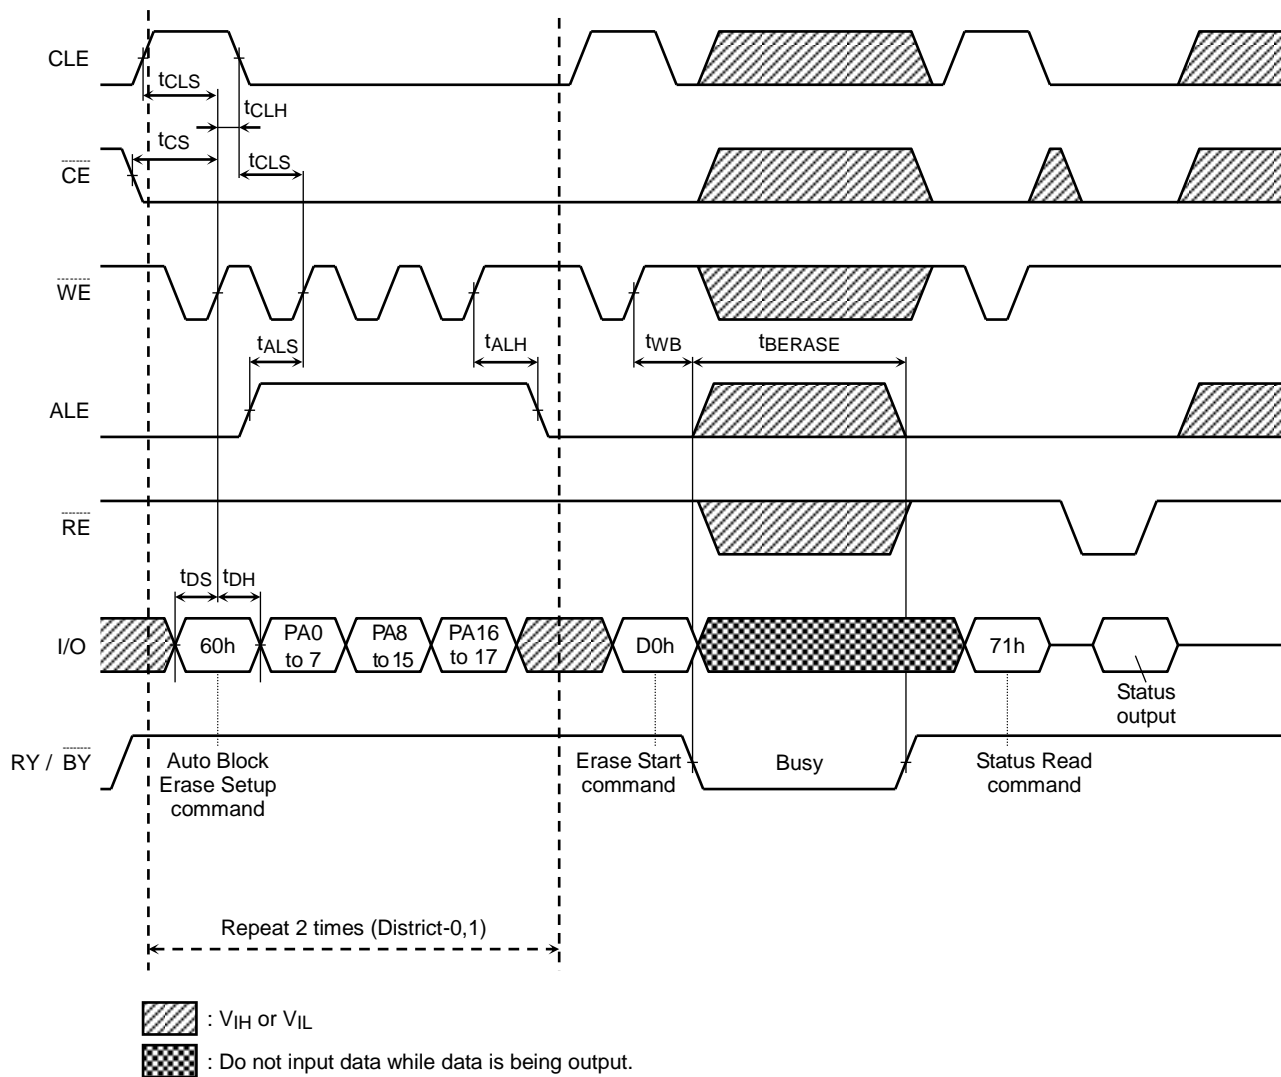 CLE
tCLS
tCLH
tCS
CE
tCLS
WE
tALS
tALH
tWB
tBERASE
ALE
RE
tDS
tDH
I/O
60h
PA0
to 7
PA8
to 15
PA16
to 17
D0h
71h
Status
output
RY / BY
Auto Block
Erase Setup
command
Erase Start
command
Busy
Status Read
command
Repeat 2 times (District-0,1)
: VIH or VIL
: Do not input data while data is being output.